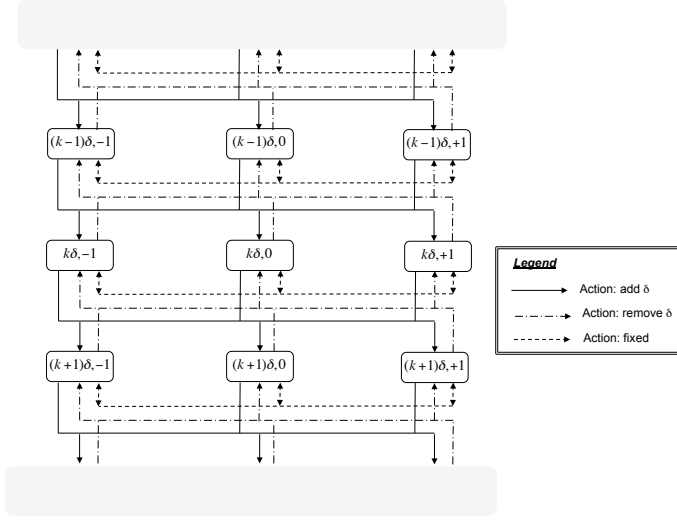 (k−1)δ,−1 (k−1)δ,0 (k−1)δ,+1
kδ,−1 kδ,0 kδ,+1
(k+1)δ,−1 (k+1)δ,0 (k+1)δ,+1
Legend
Action: add δ
Action: remove δ
Action: fixed